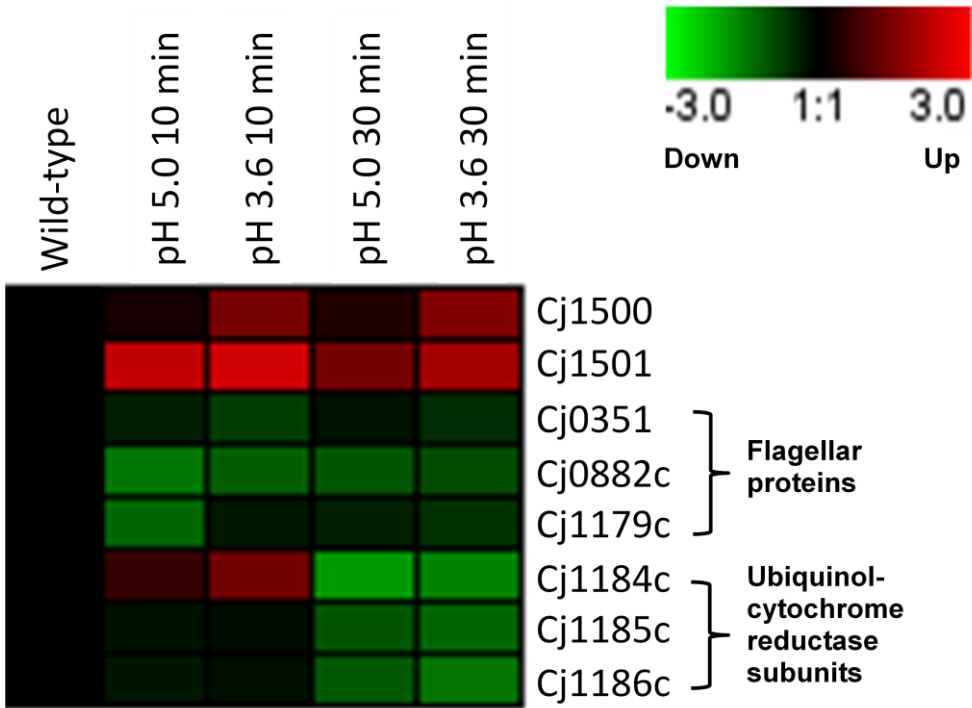 Wild-type
pH 5.0 10 min
pH 3.6 10 min
pH 5.0 30 min
pH 3.6 30 min
-3.0 1:1 3.0
Down Up
Cj1500
Cj1501
Cj0351
Cj0882c
Cj1179c
Flagellar
proteins
Cj1184c
Cj1185c
Cj1186c
Ubiquinol-
cytochrome
reductase
subunits